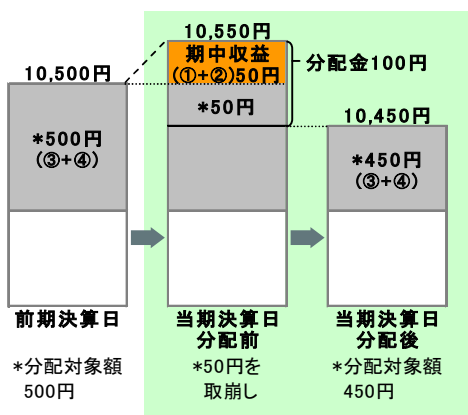 10,550円
期中収益
(①+②)50円
分配金100円
10,500円
*50円
10,450円
*500円
(③+④)
*450円
(③+④)
前期決算日
当期決算日
分配前
当期決算日
分配後
*分配対象額
500円
*50円を
取崩し
*分配対象額
450円